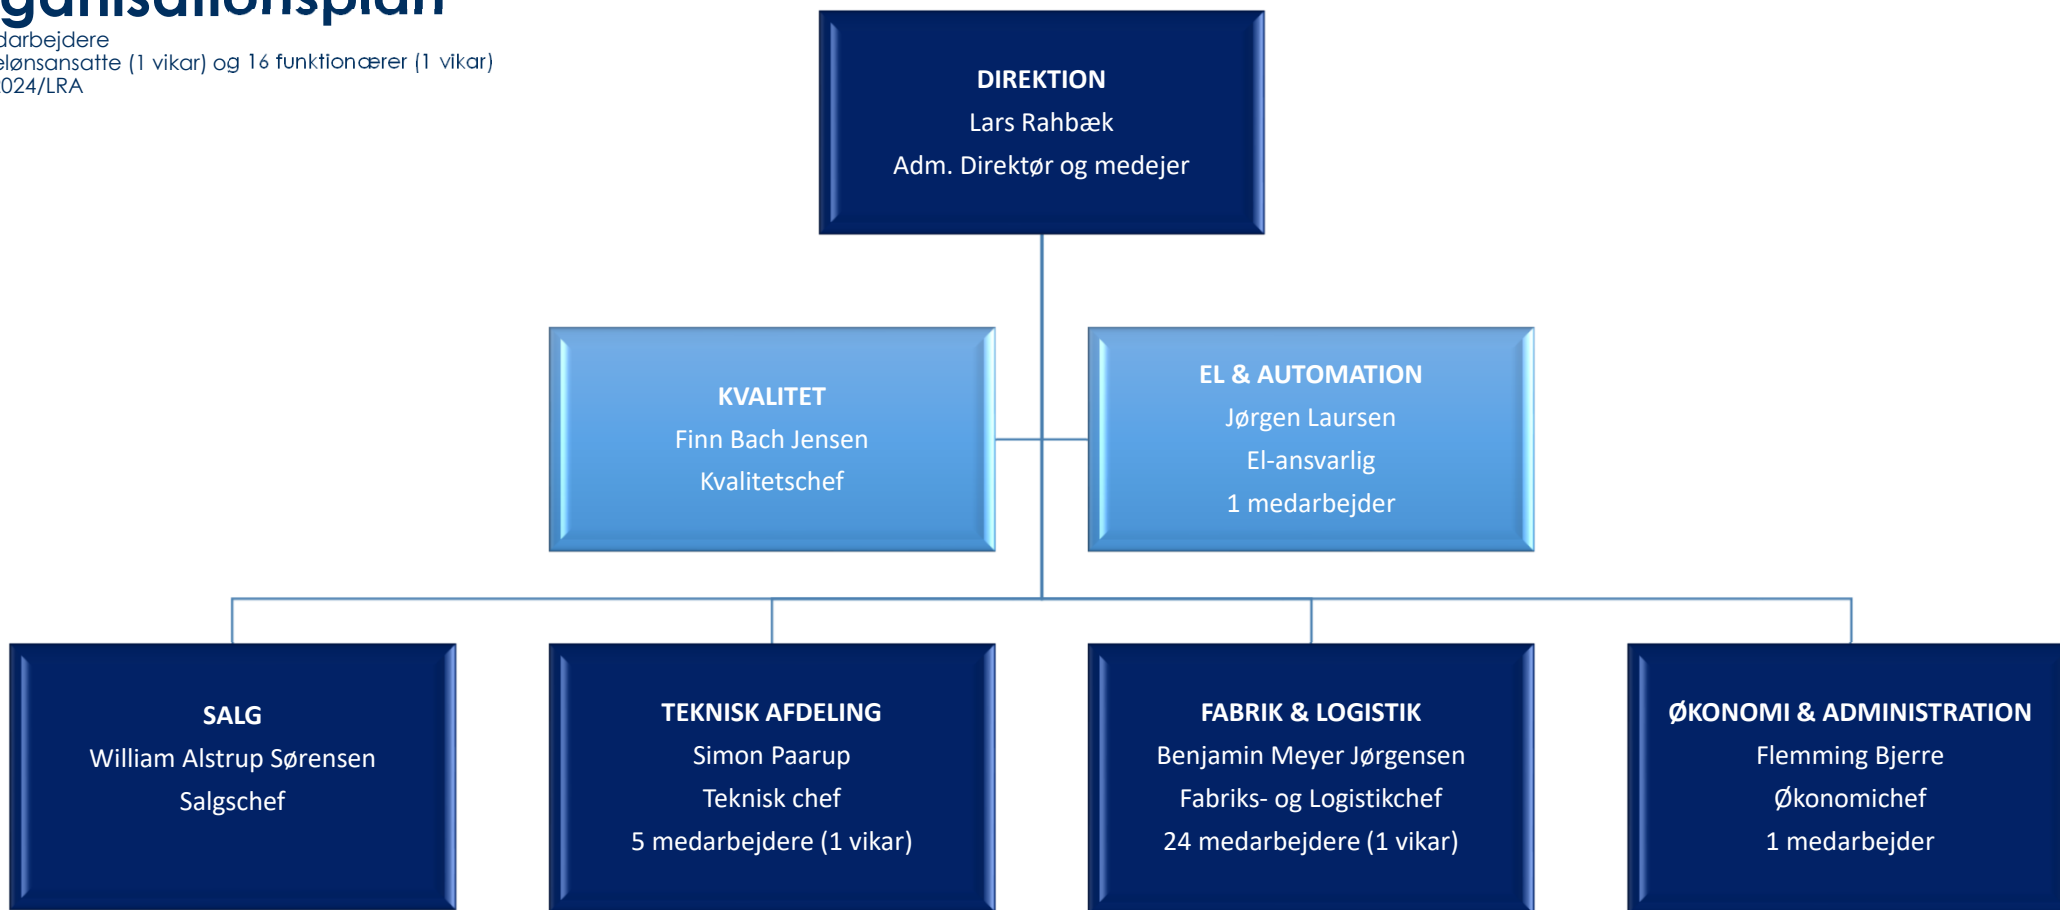 ganisationsplan
darbejdere
elønsansatte (1 vikar) og 16 funktionærer (1 vikar)
2024/LRA
DIREKTION
Lars Rahbæk
Adm. Direktør og medejer
KVALITET
Finn Bach Jensen
Kvalitetschef
EL & AUTOMATION
Jørgen Laursen
El-ansvarlig
1 medarbejder
SALG
William Alstrup Sørensen
Salgschef
TEKNISK AFDELING
Simon Paarup
Teknisk chef
5 medarbejdere (1 vikar)
FABRIK & LOGISTIK
Benjamin Meyer Jørgensen
Fabriks- og Logistikchef
24 medarbejdere (1 vikar)
ØKONOMI & ADMINISTRATION
Flemming Bjerre
Økonomichef
1 medarbejder